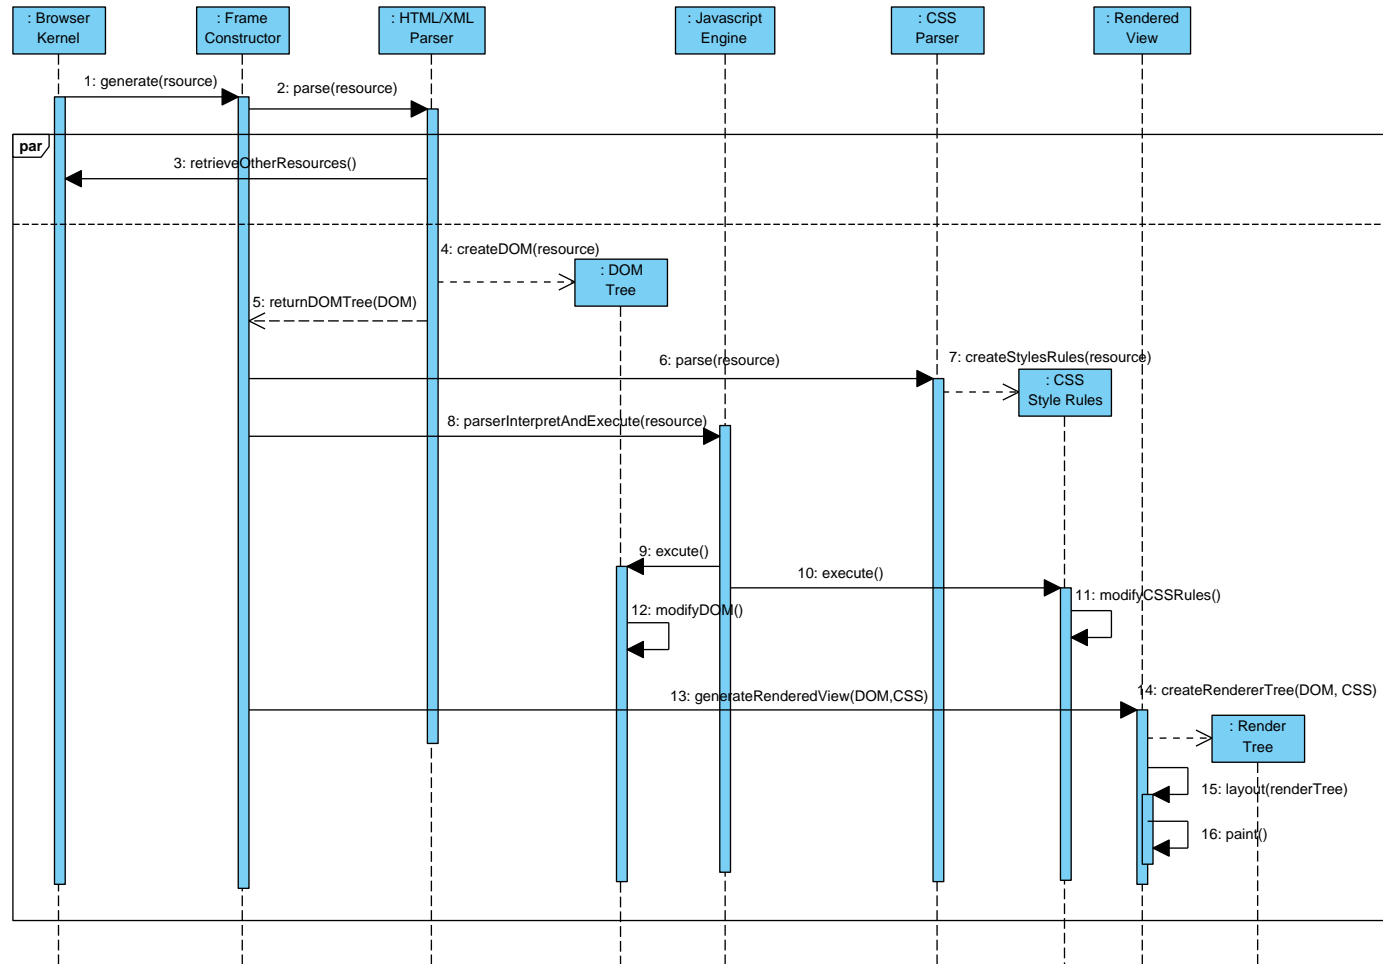 : Browser
Kernel
: Frame
Constructor
: HTML/XML
Parser
: Javascript
Engine
: CSS
Parser
: Rendered
View
1: generate(rsource)
2: parse(resource)
par
3: retrieveOtherResources()
4: createDOM(resource)
: DOM
Tree
5: returnDOMTree(DOM)
6: parse(resource)
7: createStylesRules(resource)
: CSS
Style Rules
8: parserInterpretAndExecute(resource)
9: excute()
10: execute()
11: modifyCSSRules()
12: modifyDOM()
13: generateRenderedView(DOM,CSS)
14: createRendererTree(DOM, CSS)
: Render
Tree
15: layout(renderTree)
16: paint()